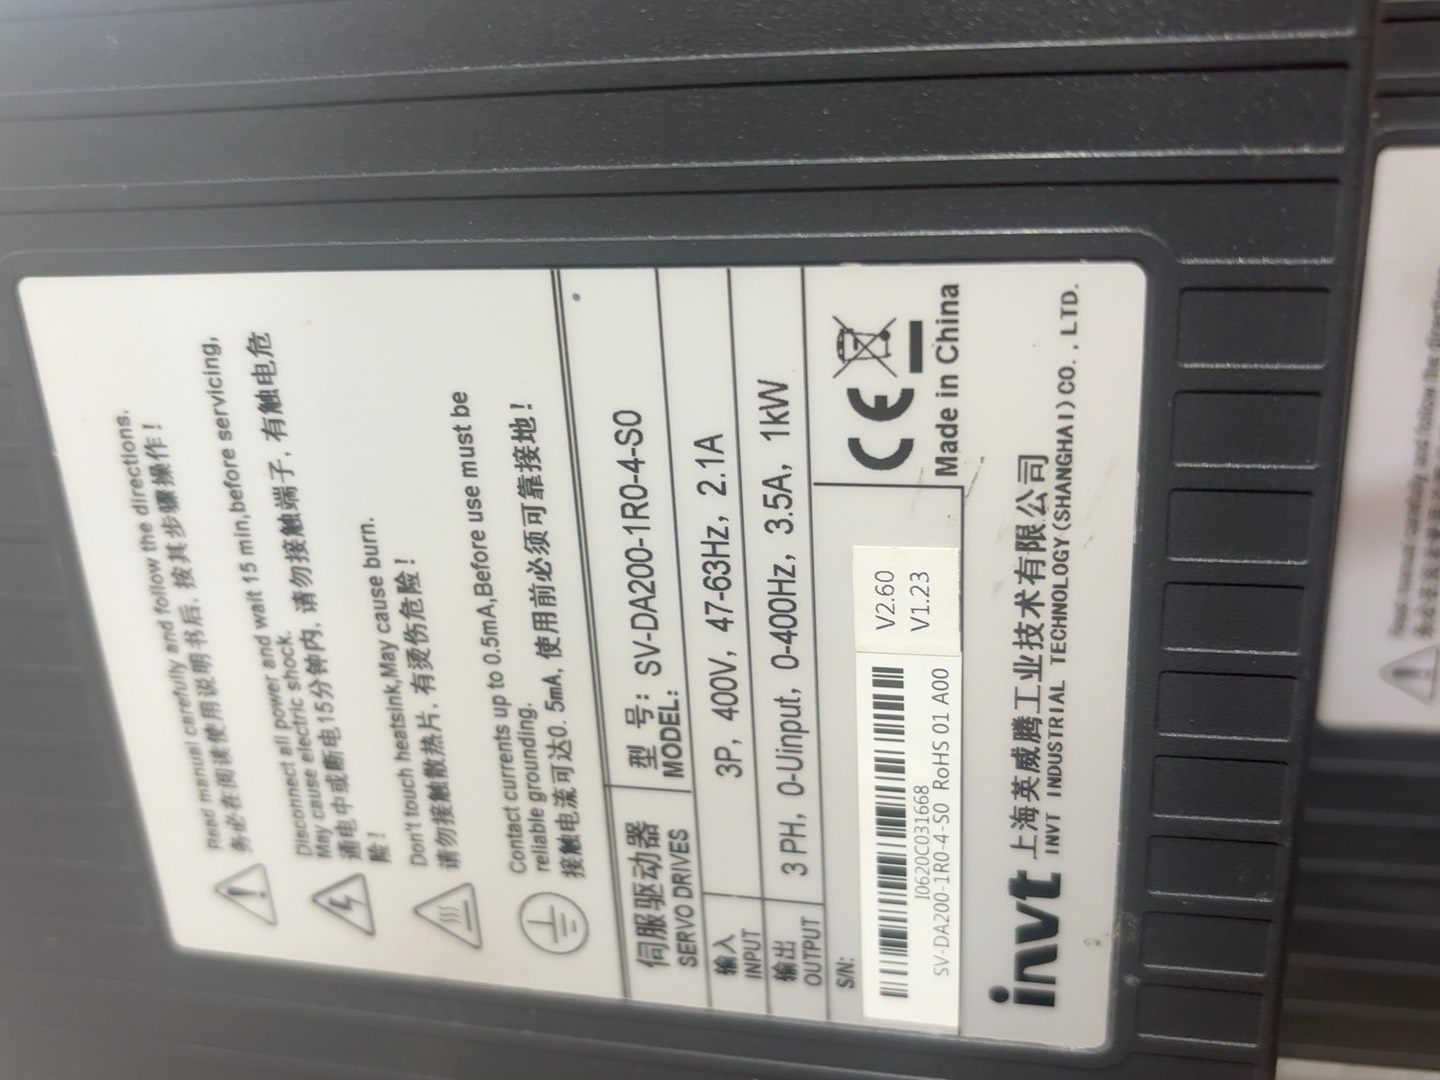 Read manual carefully and follow the directions.
务必在阅读使用说明书后, 按其步骤操作!
Disconnect all power and wait 15 min,before servicing,
May cause electric shock.
通电中或断电15分钟内, 请勿接触端子, 有触电危
险!
Don't touch heatsink,May cause burn.
请勿接触散热片, 有烫伤危险!
Contact currents up to 0.5mA,Before use must be
reliable grounding.
接触电流可达0.5mA, 使用前必须可靠接地!
伺服驱动器
SERVO DRIVES
型 号:
MODEL:
SV-DA200-1R0-4-S0
输入
INPUT
3P, 400V, 47-63Hz, 2.1A
输出
OUTPUT
3 PH, 0-Uinput, 0-400Hz, 3.5A, 1kW
S/N:
I0620C031668
SV-DA200-1R0-4-S0 RoHS 01 A00
V2.60
V1.23
CE
Made in China
invt
上海英威腾工业技术有限公司
INVT INDUSTRIAL TECHNOLOGY(SHANGHAI)CO.,LTD.